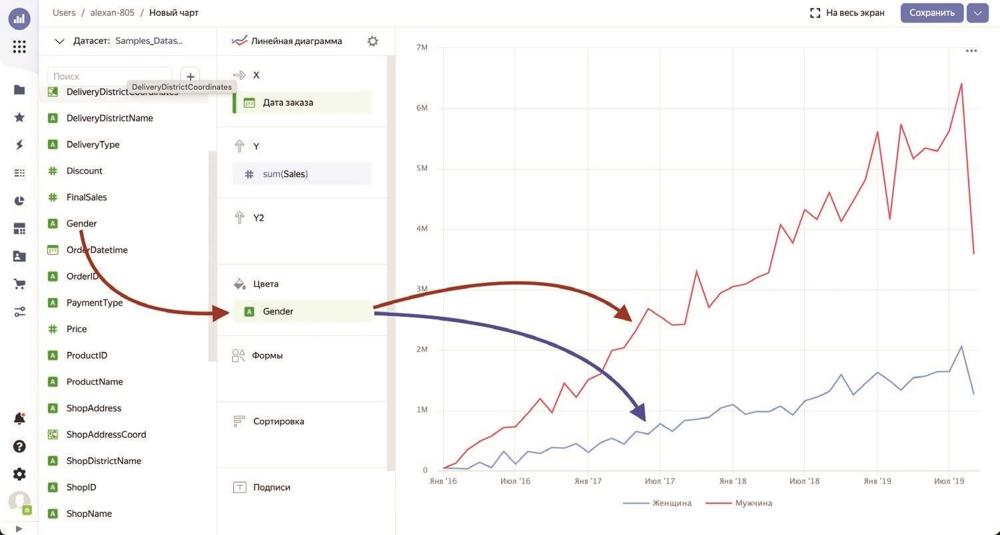 Users / alexan-805 / Новый чарт
На весь экран
Сохранить
Датасет: Samples_Datas...
Поиск
+
DeliveryDistrictCoordinates
DeliveryDistrictCoordinates
DeliveryDistrictName
DeliveryType
Discount
FinalSales
Gender
OrderDatetime
OrderID
PaymentType
Price
ProductID
ProductName
ShopAddress
ShopAddressCoord
ShopDistrictName
ShopID
ShopName
Линейная диаграмма
X
Дата заказа
Y
sum(Sales)
Y2
Цвета
Gender
Формы
Сортировка
Подписи
7M
6M
5M
4M
3M
2M
1M
0
Янв '16 Июл '16 Янв '17 Июл '17 Янв '18 Июл '18 Янв '19 Июл '19
Женщина Мужчина